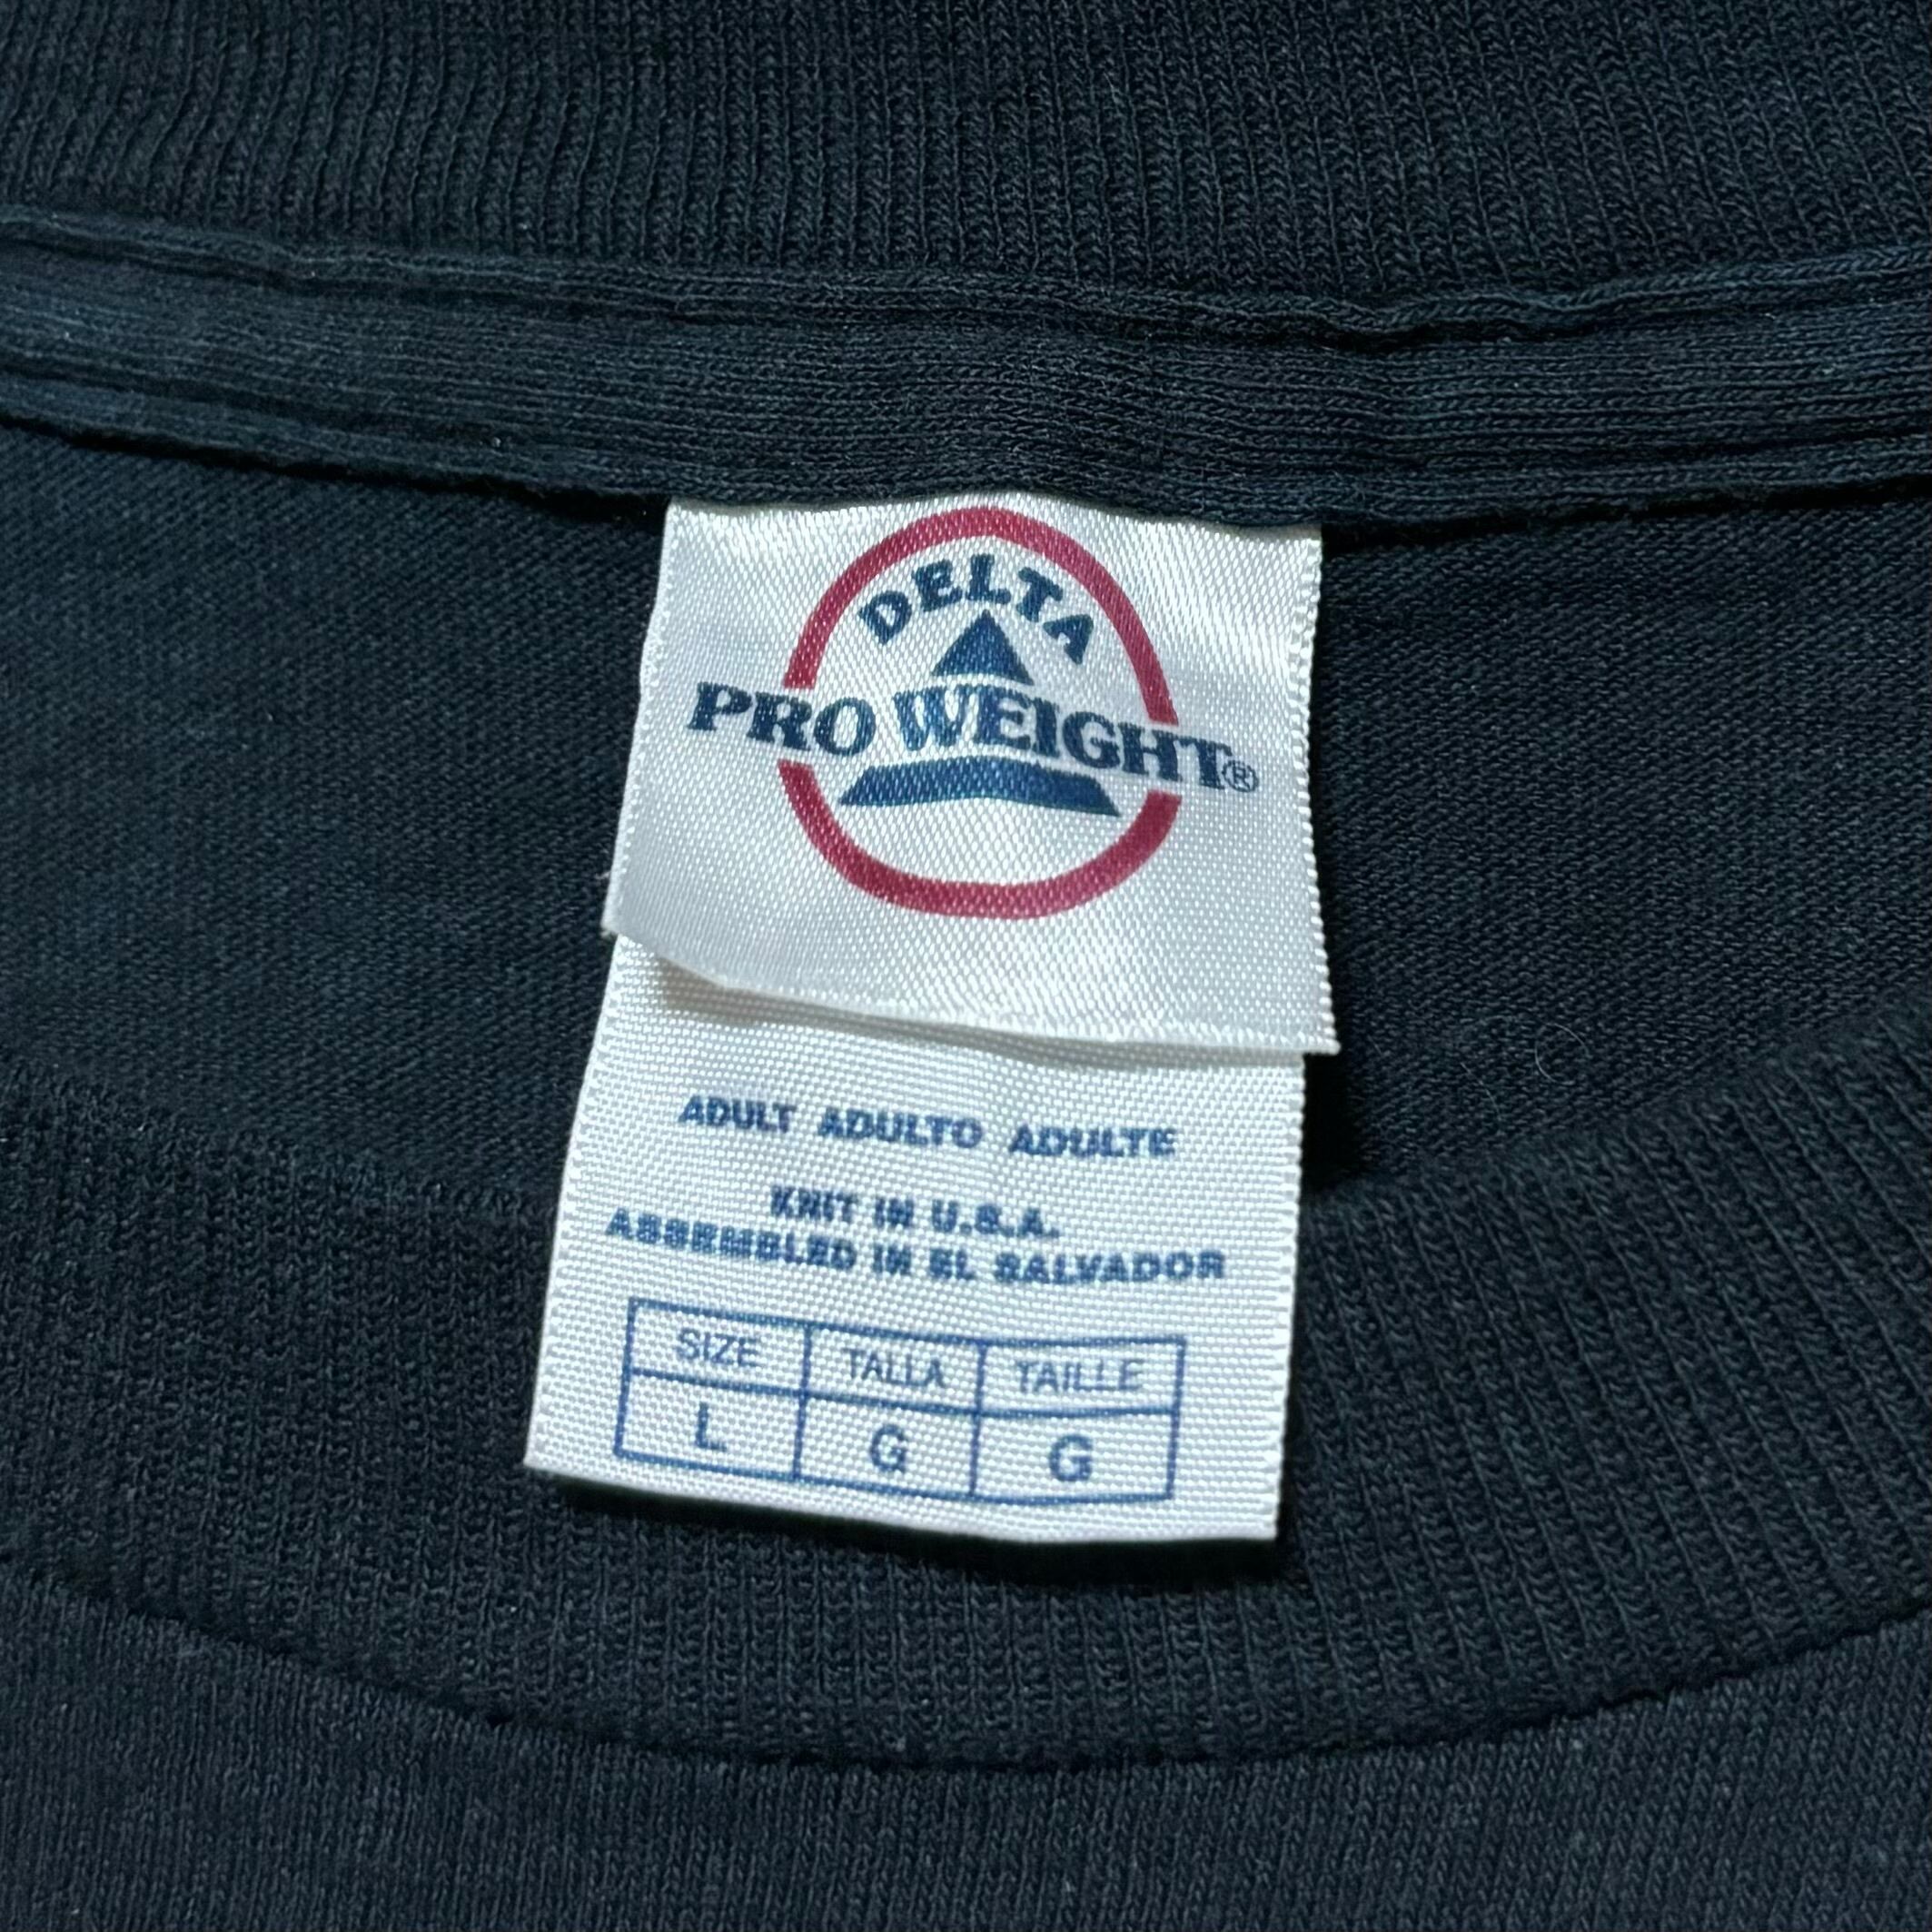 DELTA
PRO WEIGHT®
ADULT ADULTO ADULTE
KNIT IN U.S.A.
ASSEMBLED IN EL SALVADOR
SIZE TALLA TAILLE
L G G